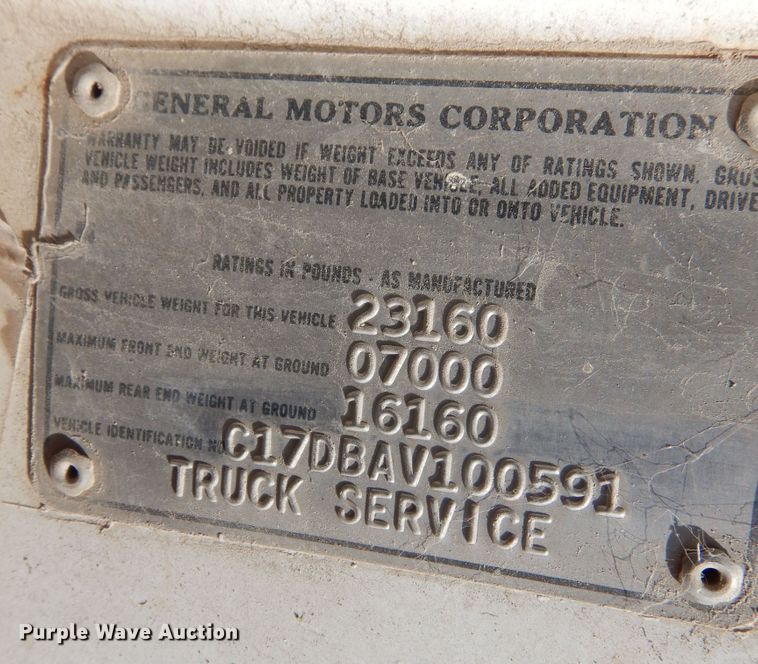 GENERAL MOTORS CORPORATION
WARRANTY MAY BE VOIDED IF WEIGHT EXCEEDS ANY OF RATINGS SHOWN. GROS
VEHICLE WEIGHT INCLUDES WEIGHT OF BASE VEHICLE, ALL ADDED EQUIPMENT, DRIVE
AND PASSENGERS, AND ALL PROPERTY LOADED INTO OR ONTO VEHICLE.
RATINGS IN POUNDS - AS MANUFACTURED
GROSS VEHICLE WEIGHT FOR THIS VEHICLE 23160
MAXIMUM FRONT END WEIGHT AT GROUND 07000
MAXIMUM REAR END WEIGHT AT GROUND 16160
VEHICLE IDENTIFICATION NO. C17DBAV100591
TRUCK SERVICE
Purple Wave Auction